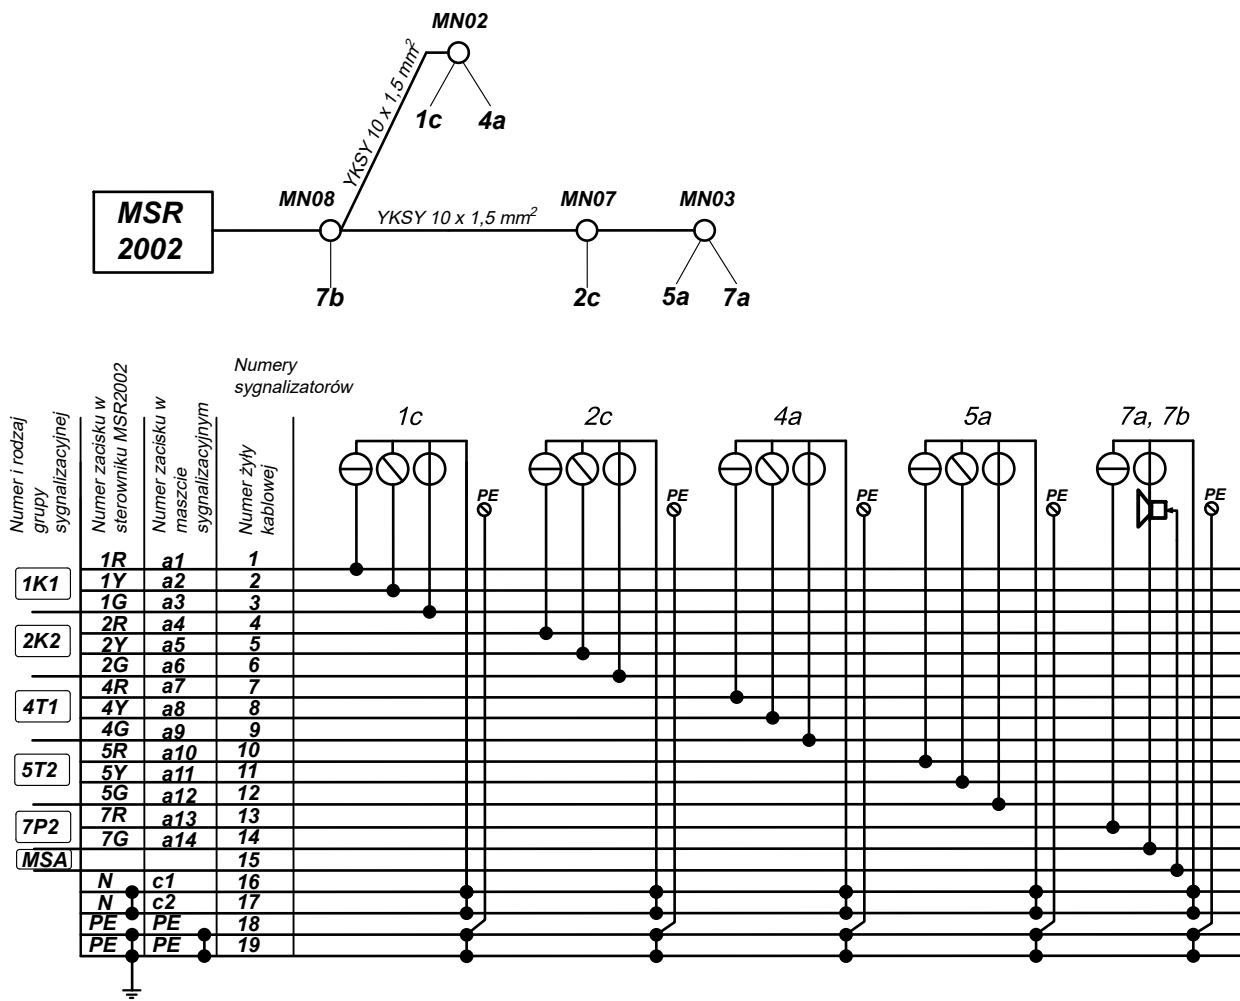 MN02
YKSY 10 x 1,5 mm²
1c 4a
MN08 MN07 MN03
YKSY 10 x 1,5 mm²
MSR
2002
7b 2c 5a 7a
Numer i rodzaj
grupy
sygnalizacyjnej
Numer zacisku w
sterowniku MSR2002
Numer zacisku w
maszcie
sygnalizacyjnym
Numery
sygnalizatorów
Numer żyły
kablowej
1c 2c 4a 5a 7a, 7b
PE PE PE PE PE
1K1
1R a1 1
1Y a2 2
1G a3 3
2K2
2R a4 4
2Y a5 5
2G a6 6
4T1
4R a7 7
4Y a8 8
4G a9 9
5T2
5R a10 10
5Y a11 11
5G a12 12
7P2
7R a13 13
7G a14 14
MSA 15
N c1 16
N c2 17
PE PE 18
PE PE 19